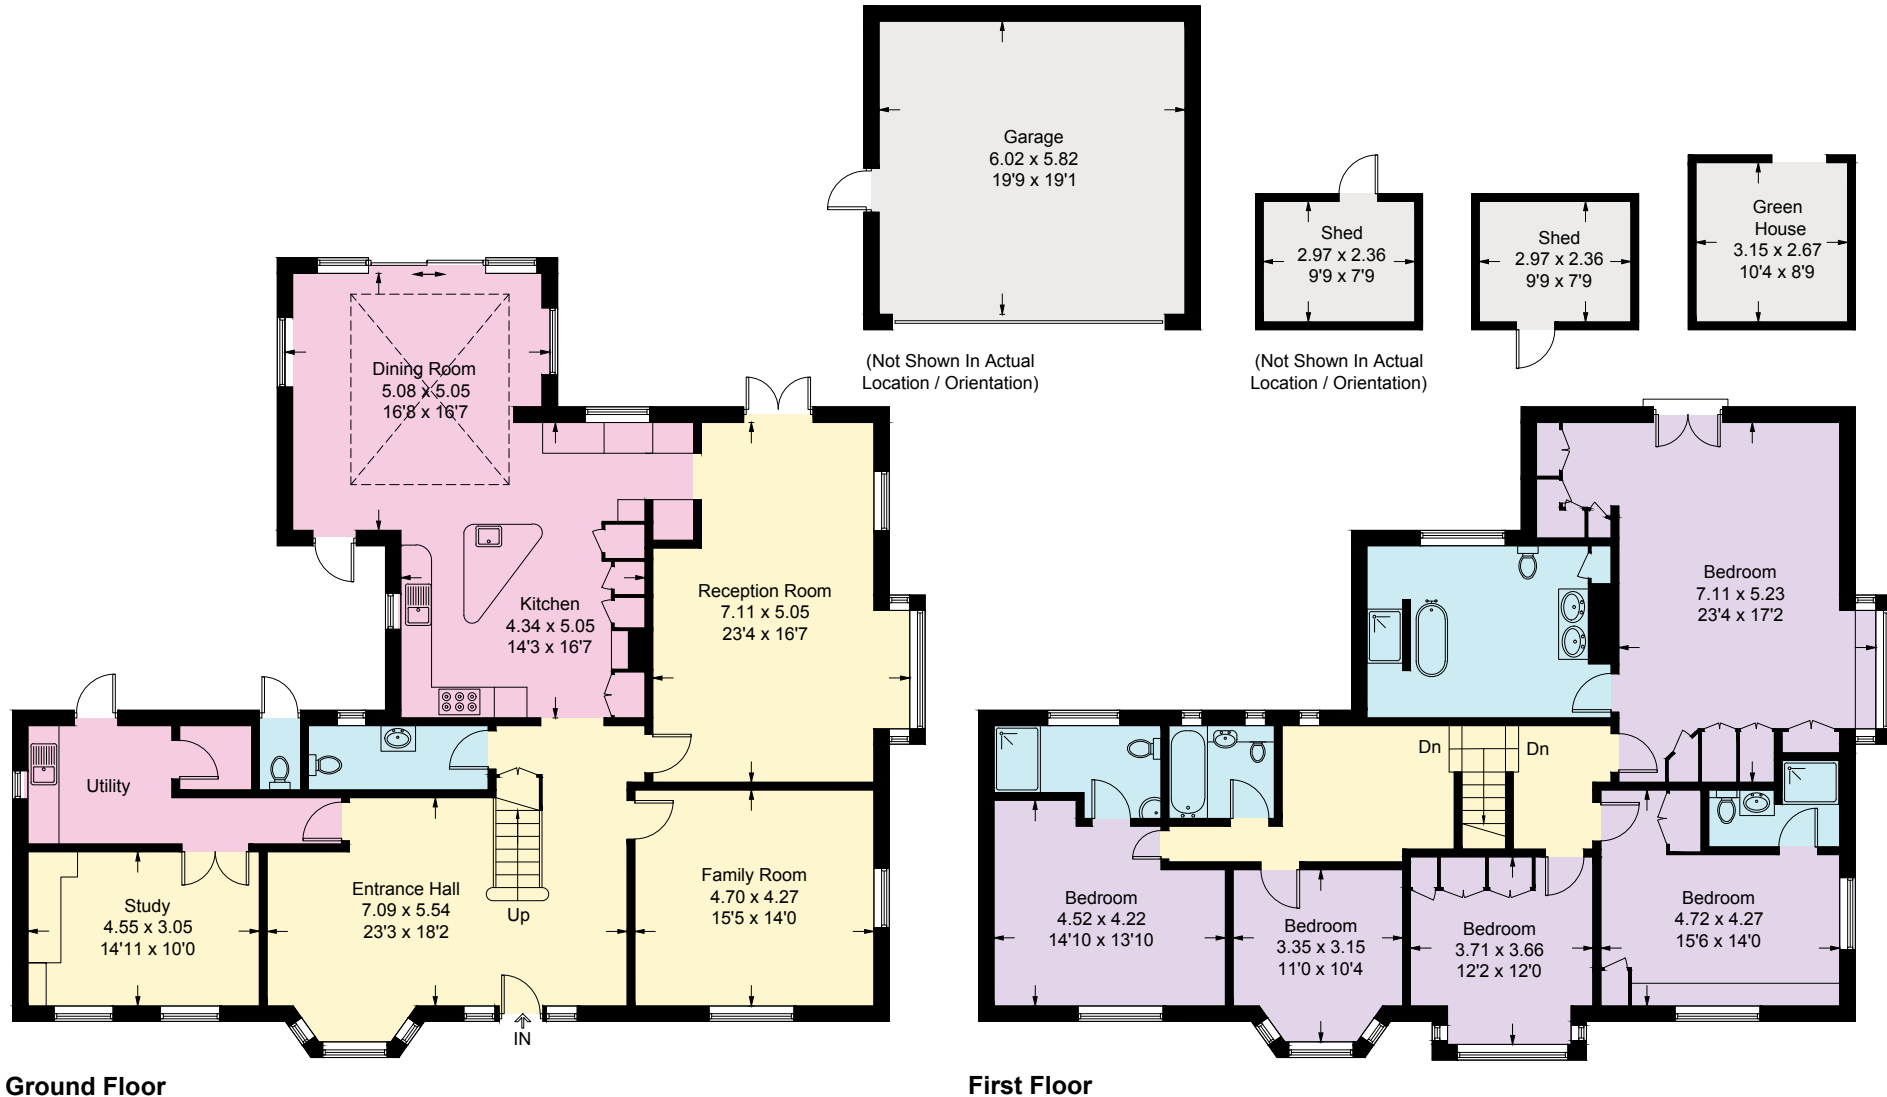 Garage
6.02 x 5.82
19'9 x 19'1
(Not Shown In Actual
Location / Orientation)
Shed
2.97 x 2.36
9'9 x 7'9
(Not Shown In Actual
Location / Orientation)
Shed
2.97 x 2.36
9'9 x 7'9
Green
House
3.15 x 2.67
10'4 x 8'9
Dining Room
5.08 x 5.05
16'8 x 16'7
Kitchen
4.34 x 5.05
14'3 x 16'7
Reception Room
7.11 x 5.05
23'4 x 16'7
Utility
Study
4.55 x 3.05
14'11 x 10'0
Entrance Hall
7.09 x 5.54
23'3 x 18'2
Up
Family Room
4.70 x 4.27
15'5 x 14'0
IN
Ground Floor
Bedroom
7.11 x 5.23
23'4 x 17'2
Dn
Dn
Bedroom
4.52 x 4.22
14'10 x 13'10
Bedroom
3.35 x 3.15
11'0 x 10'4
Bedroom
3.71 x 3.66
12'2 x 12'0
Bedroom
4.72 x 4.27
15'6 x 14'0
First Floor